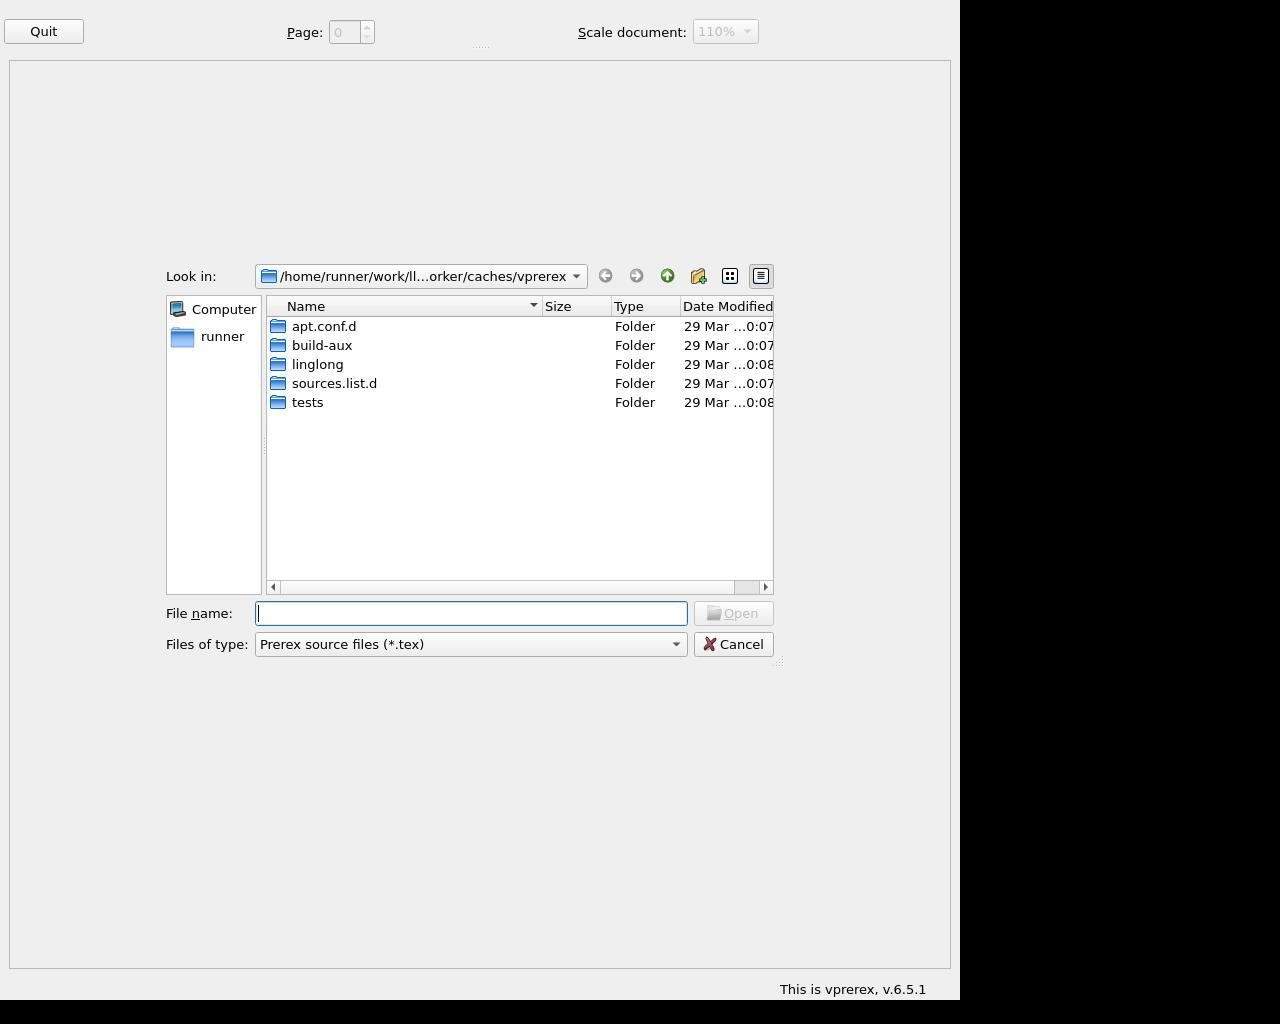 Quit
Page: 0
Scale document: 110%
Look in: /home/runner/work/ll...orker/caches/vprerex
Computer
runner
Name Size Type Date Modified
apt.conf.d Folder 29 Mar ...0:07
build-aux Folder 29 Mar ...0:07
linglong Folder 29 Mar ...0:08
sources.list.d Folder 29 Mar ...0:07
tests Folder 29 Mar ...0:08
File name: Open
Files of type: Prerex source files (*.tex) Cancel
This is vprerex, v.6.5.1